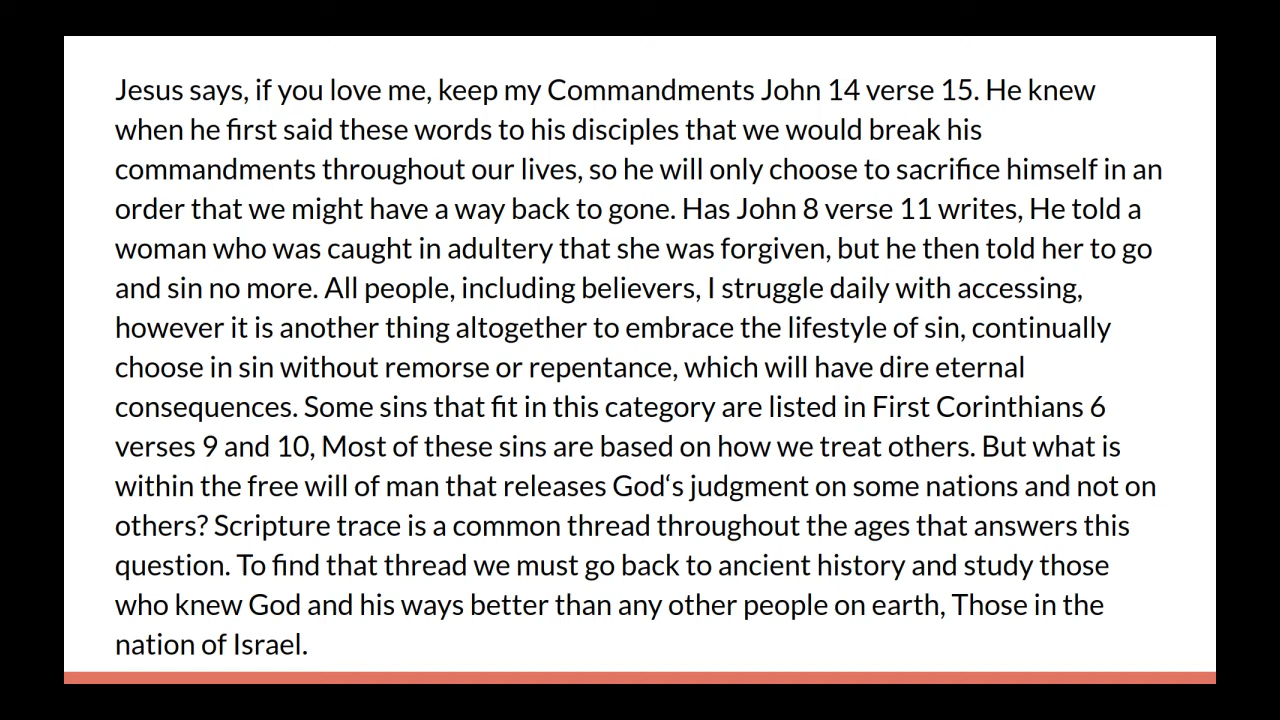 Jesus says, if you love me, keep my Commandments John 14 verse 15. He knew
when he first said these words to his disciples that we would break his
commandments throughout our lives, so he will only choose to sacrifice himself in an
order that we might have a way back to gone. Has John 8 verse 11 writes, He told a
woman who was caught in adultery that she was forgiven, but he then told her to go
and sin no more. All people, including believers, I struggle daily with accessing,
however it is another thing altogether to embrace the lifestyle of sin, continually
choose in sin without remorse or repentance, which will have dire eternal
consequences. Some sins that fit in this category are listed in First Corinthians 6
verses 9 and 10, Most of these sins are based on how we treat others. But what is
within the free will of man that releases God‘s judgment on some nations and not on
others? Scripture trace is a common thread throughout the ages that answers this
question. To find that thread we must go back to ancient history and study those
who knew God and his ways better than any other people on earth, Those in the
nation of Israel.